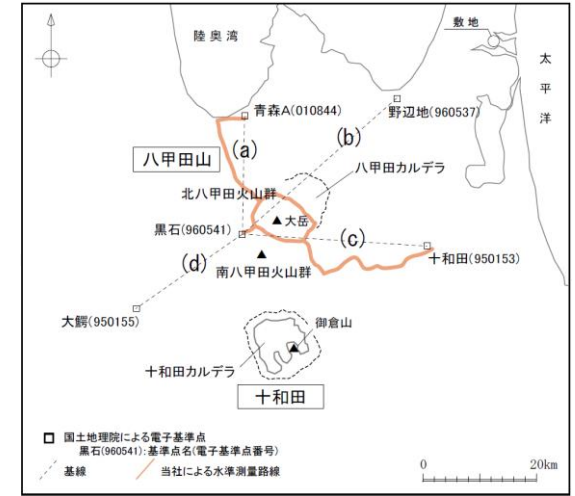 敷地
陸奥湾
太平洋
青森A(010844)
野辺地(960537)
(a)
(b)
八甲田山
八甲田カルデラ
北八甲田火山群
大岳
黒石(960541)
(c)
十和田(950153)
(d)
南八甲田火山群
大鰐(950155)
御倉山
十和田カルデラ
十和田
国土地理院による電子基準点
黒石(960541):基準点名(電子基準点番号)
基線
当社による水準測量路線
0 20km